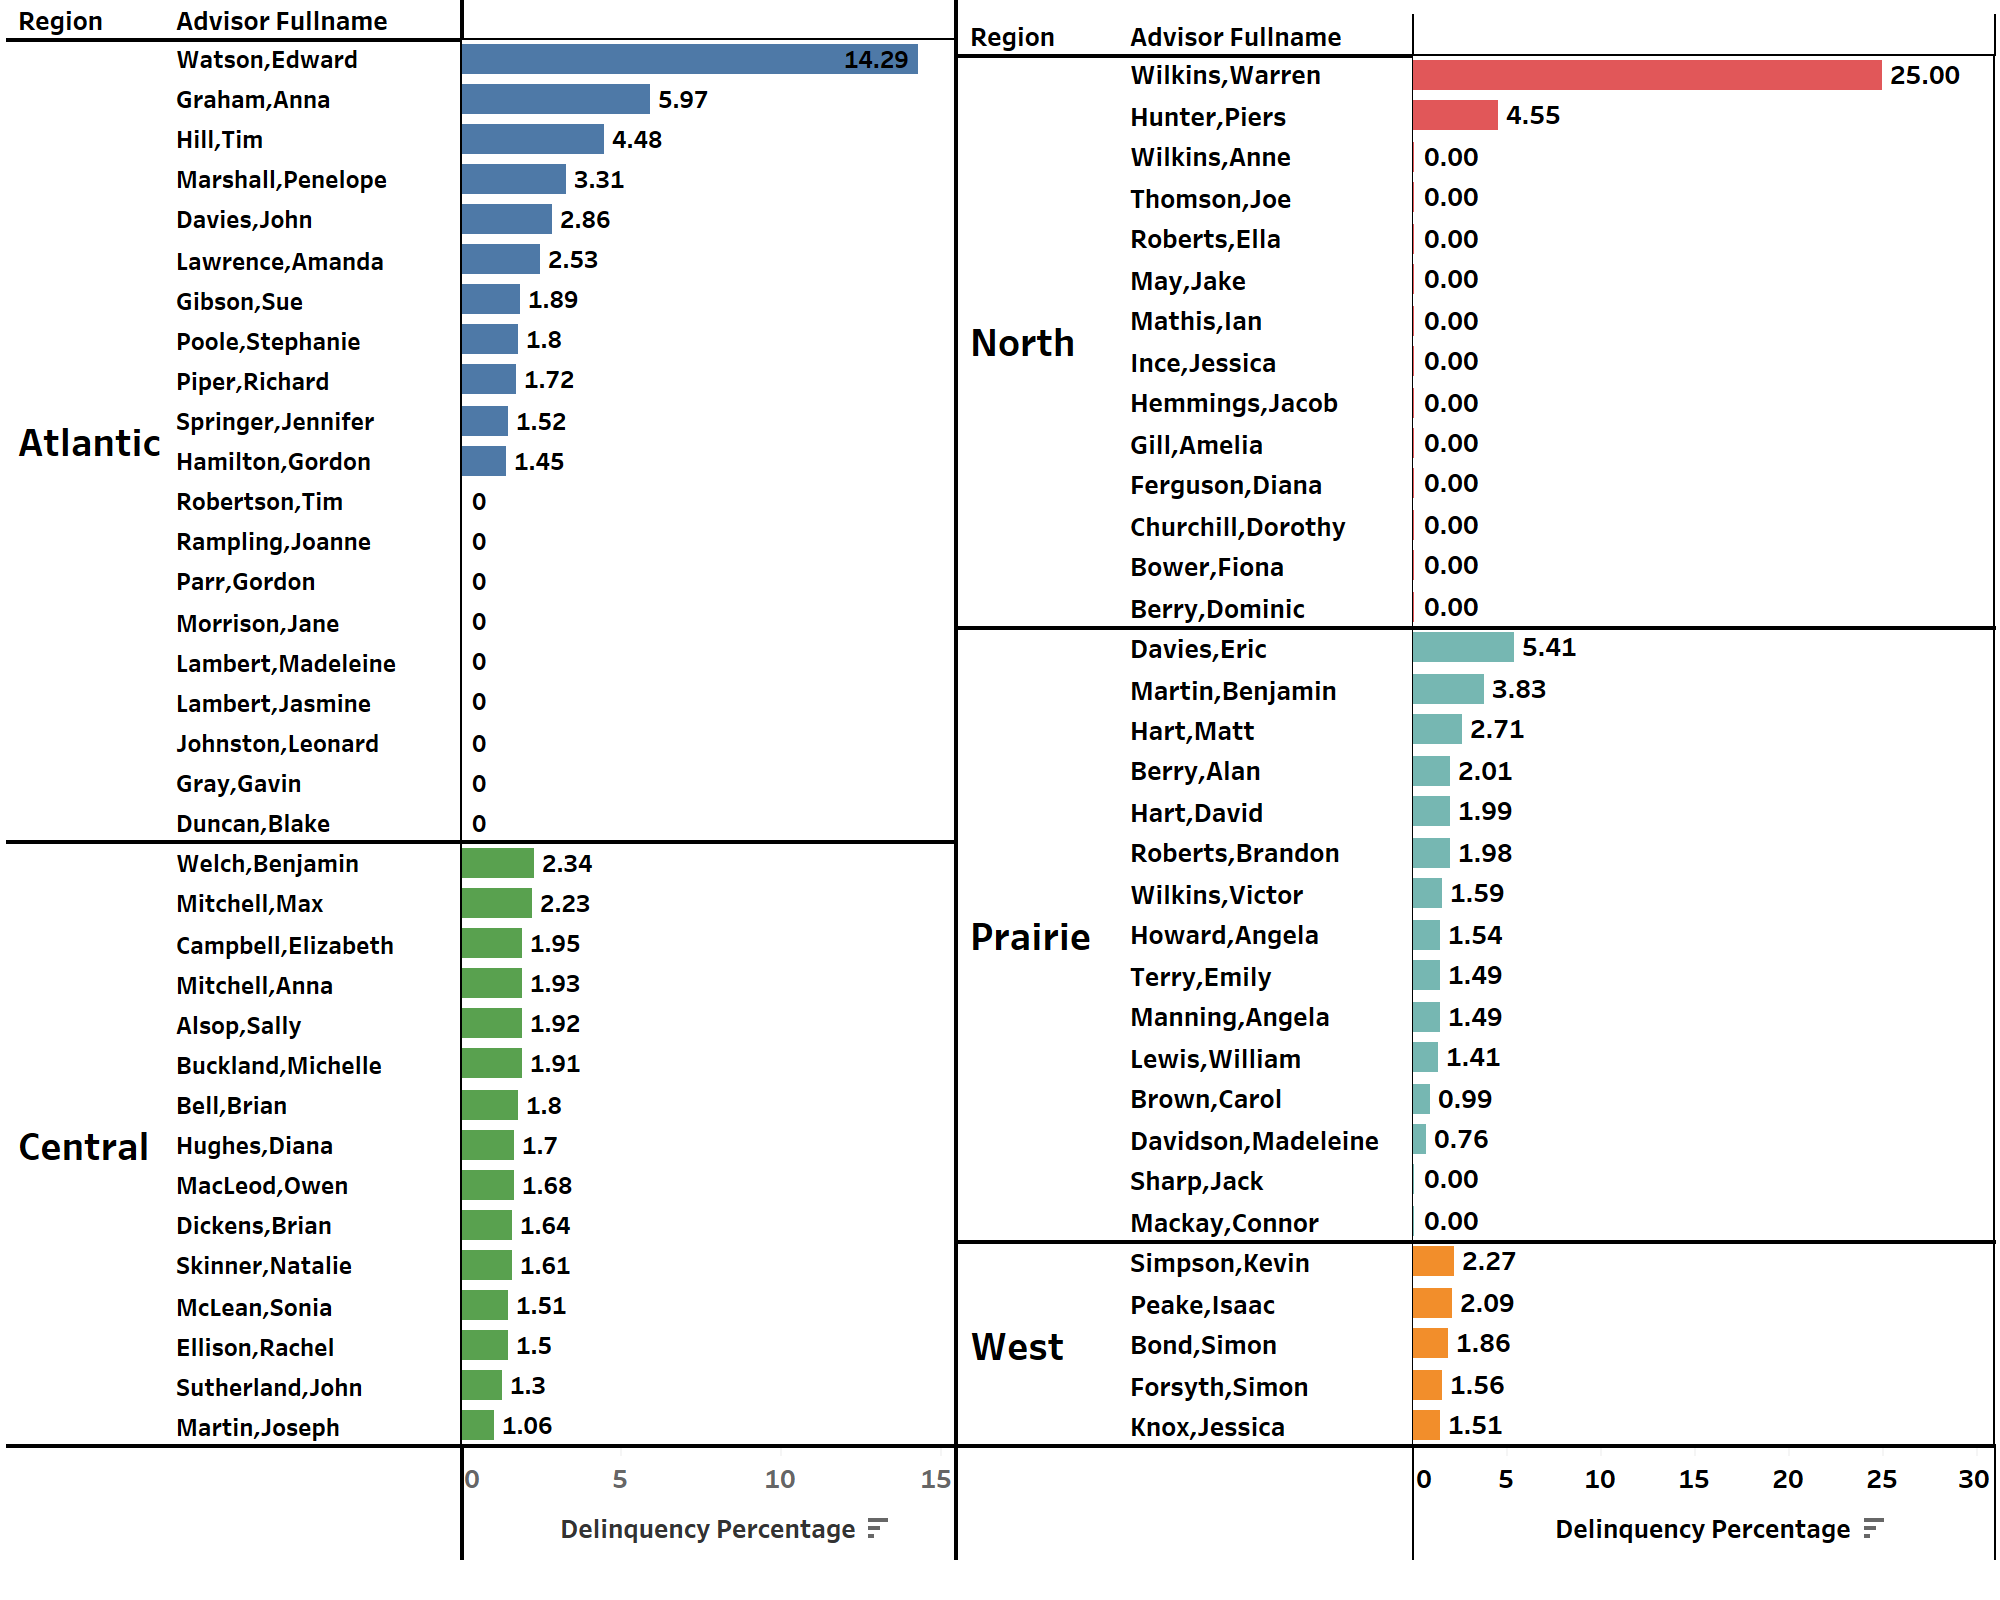 Region Advisor Fullname
Watson,Edward 14.29
Graham,Anna 5.97
Hill,Tim 4.48
Marshall,Penelope 3.31
Davies,John 2.86
Lawrence,Amanda 2.53
Gibson,Sue 1.89
Poole,Stephanie 1.8
Piper,Richard 1.72
Springer,Jennifer 1.52
Atlantic
Hamilton,Gordon 1.45
Robertson,Tim 0
Rampling,Joanne 0
Parr,Gordon 0
Morrison,Jane 0
Lambert,Madeleine 0
Lambert,Jasmine 0
Johnston,Leonard 0
Gray,Gavin 0
Duncan,Blake 0
Welch,Benjamin 2.34
Mitchell,Max 2.23
Campbell,Elizabeth 1.95
Mitchell,Anna 1.93
Alsop,Sally 1.92
Buckland,Michelle 1.91
Bell,Brian 1.8
Central
Hughes,Diana 1.7
MacLeod,Owen 1.68
Dickens,Brian 1.64
Skinner,Natalie 1.61
McLean,Sonia 1.51
Ellison,Rachel 1.5
Sutherland,John 1.3
Martin,Joseph 1.06
0 5 10 15
Delinquency Percentage
Region Advisor Fullname
Wilkins,Warren 25.00
Hunter,Piers 4.55
Wilkins,Anne 0.00
Thomson,Joe 0.00
Roberts,Ella 0.00
May,Jake 0.00
Mathis,Ian 0.00
North
Ince,Jessica 0.00
Hemmings,Jacob 0.00
Gill,Amelia 0.00
Ferguson,Diana 0.00
Churchill,Dorothy 0.00
Bower,Fiona 0.00
Berry,Dominic 0.00
Davies,Eric 5.41
Martin,Benjamin 3.83
Hart,Matt 2.71
Berry,Alan 2.01
Hart,David 1.99
Roberts,Brandon 1.98
Wilkins,Victor 1.59
Prairie
Howard,Angela 1.54
Terry,Emily 1.49
Manning,Angela 1.49
Lewis,William 1.41
Brown,Carol 0.99
Davidson,Madeleine 0.76
Sharp,Jack 0.00
Mackay,Connor 0.00
Simpson,Kevin 2.27
Peake,Isaac 2.09
West
Bond,Simon 1.86
Forsyth,Simon 1.56
Knox,Jessica 1.51
0 5 10 15 20 25 30
Delinquency Percentage